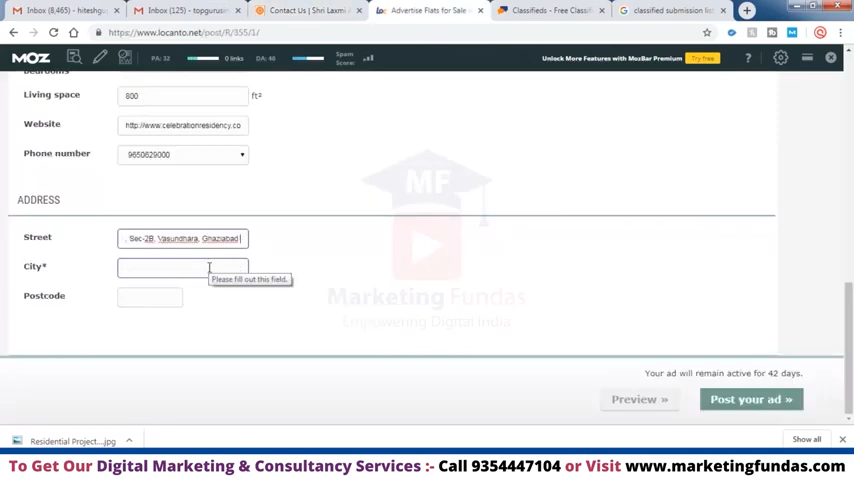 Inbox (8,465) - hiteshgu
Inbox (125) - topgurusin
Contact Us | Shri Laxmi
Advertise Flats for Sale -
Classifieds - Free Classif
classified submission lis
https://www.locanto.net/post/R/355/1/
MOZ
PA: 32
0 links
DA: 48
Spam Score:
Unlock More Features with MozBar Premium
Try free
Bedrooms
Living space
800
ft²
Website
http://www.celebrationresidency.co
Phone number
9650629000
ADDRESS
Street
, Sec-2B, Vasundhara, Ghaziabad
City*
Please fill out this field.
Postcode
MF
Marketing Fundas
Empowering Digital India
Your ad will remain active for 42 days.
Preview »
Post your ad »
Residential Project....jpg
Show all
To Get Our Digital Marketing & Consultancy Services :- Call 9354447104 or Visit www.marketingfundas.com